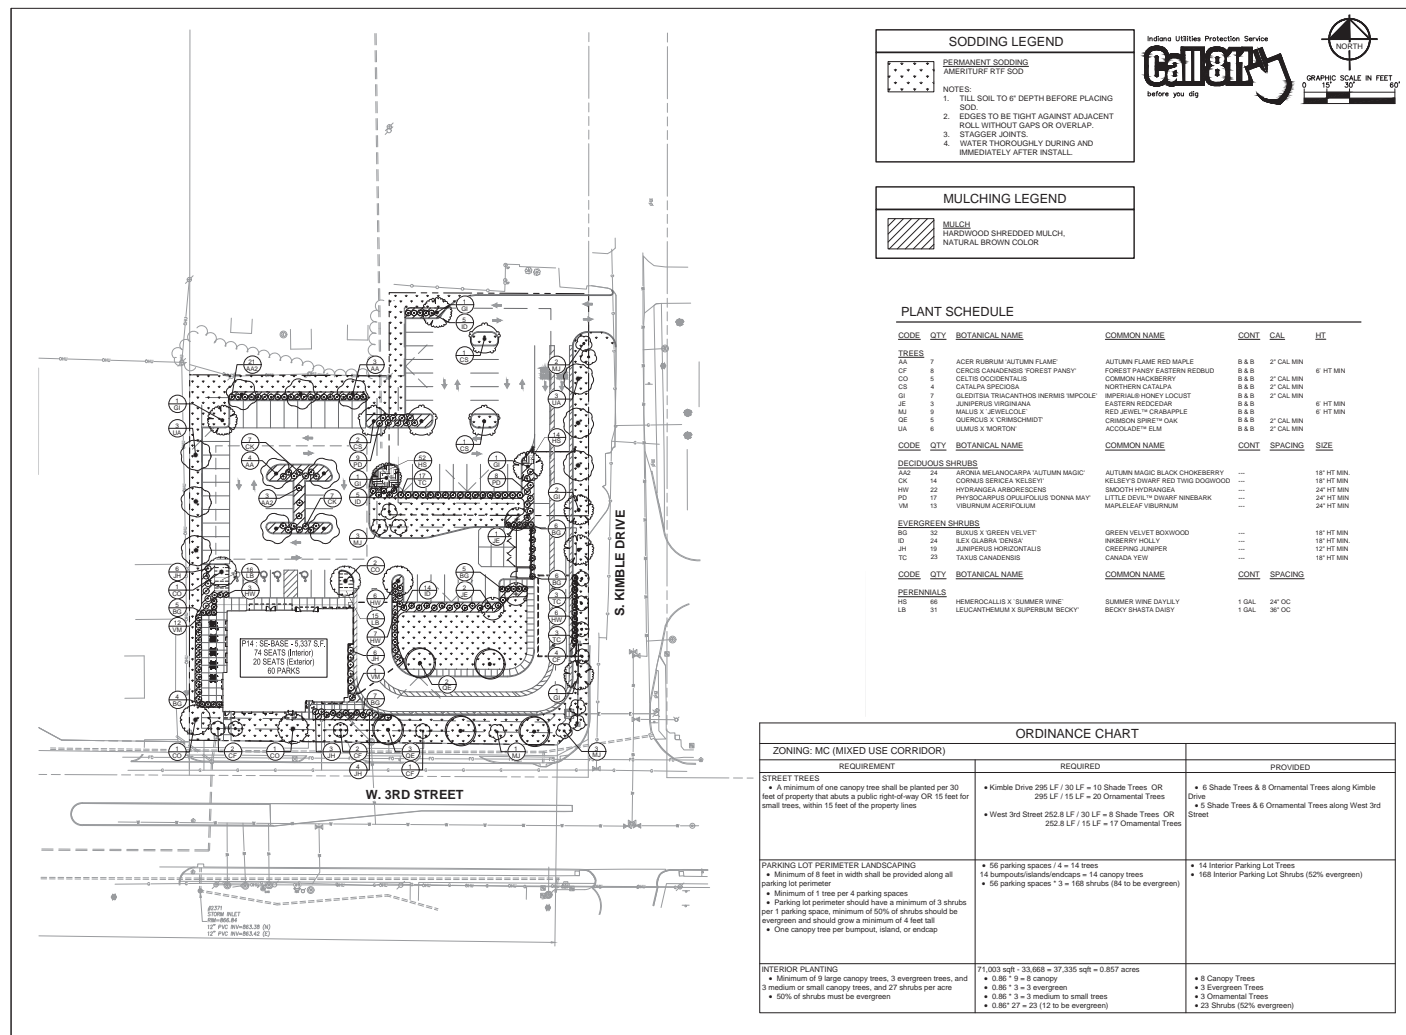 SODDING LEGEND
PERMANENT SODDING
AMERITURF RTF SOD
NOTES:
1. TILL SOIL TO 6" DEPTH BEFORE PLACING
SOD.
2. EDGES TO BE TIGHT AGAINST ADJACENT
ROLL WITHOUT GAPS OR OVERLAP.
3. STAGGER JOINTS.
4. WATER THOROUGHLY DURING AND
IMMEDIATELY AFTER INSTALL.
Indiana Utilities Protection Service
Call 811
before you dig
NORTH
GRAPHIC SCALE IN FEET
0 15' 30' 60'
MULCHING LEGEND
MULCH
HARDWOOD SHREDDED MULCH,
NATURAL BROWN COLOR
PLANT SCHEDULE
CODE QTY BOTANICAL NAME COMMON NAME CONT CAL HT
TREES
AA 7 ACER RUBRUM 'AUTUMN FLAME' AUTUMN FLAME RED MAPLE B & B 2" CAL MIN
CF 8 CERCIS CANADENSIS 'FOREST PANSY' FOREST PANSY EASTERN REDBUD B & B 6' HT MIN
CO 5 CELTIS OCCIDENTALIS COMMON HACKBERRY B & B 2" CAL MIN
CS 4 CATALPA SPECIOSA NORTHERN CATALPA B & B 2" CAL MIN
GI 7 GLEDITSIA TRIACANTHOS INERMIS 'IMPCOLE' IMPERIAL® HONEY LOCUST B & B 2" CAL MIN
JE 3 JUNIPERUS VIRGINIANA EASTERN REDCEDAR B & B 6' HT MIN
MJ 9 MALUS X 'JEWELCOLE' RED JEWEL™ CRABAPPLE B & B 6' HT MIN
QE 5 QUERCUS X 'CRIMSCHMIDT' CRIMSON SPIRE™ OAK B & B 2" CAL MIN
UA 6 ULMUS X 'MORTON' ACCOLADE™ ELM B & B 2" CAL MIN
CODE QTY BOTANICAL NAME COMMON NAME CONT SPACING SIZE
DECIDUOUS SHRUBS
AA2 24 ARONIA MELANOCARPA 'AUTUMN MAGIC' AUTUMN MAGIC BLACK CHOKEBERRY --- 18" HT MIN.
CK 14 CORNUS SERICEA 'KELSEYI' KELSEY'S DWARF RED TWIG DOGWOOD --- 18" HT MIN
HW 22 HYDRANGEA ARBORESCENS SMOOTH HYDRANGEA --- 24" HT MIN
PD 17 PHYSOCARPUS OPULIFOLIUS 'DONNA MAY' LITTLE DEVIL™ DWARF NINEBARK --- 24" HT MIN
VM 13 VIBURNUM ACERIFOLIUM MAPLELEAF VIBURNUM --- 24" HT MIN
EVERGREEN SHRUBS
BG 32 BUXUS X 'GREEN VELVET' GREEN VELVET BOXWOOD --- 18" HT MIN
ID 24 ILEX GLABRA 'DENSA' INKBERRY HOLLY --- 18" HT MIN.
JH 19 JUNIPERUS HORIZONTALIS CREEPING JUNIPER --- 12" HT MIN
TC 23 TAXUS CANADENSIS CANADA YEW --- 18" HT MIN
CODE QTY BOTANICAL NAME COMMON NAME CONT SPACING
PERENNIALS
HS 66 HEMEROCALLIS X 'SUMMER WINE' SUMMER WINE DAYLILY 1 GAL 24" OC
LB 31 LEUCANTHEMUM X SUPERBUM 'BECKY' BECKY SHASTA DAISY 1 GAL 36" OC
S. KIMBLE DRIVE
P14 : SE-BASE - 5,337 S.F.
74 SEATS (Interior)
20 SEATS (Exterior)
60 PARKS
W. 3RD STREET
STORM INLET
RIM=866.84
12" PVC INV=863.38 (N)
12" PVC INV=863.42 (E)
ORDINANCE CHART
ZONING: MC (MIXED USE CORRIDOR)
REQUIREMENT REQUIRED PROVIDED
STREET TREES
• A minimum of one canopy tree shall be planted per 30
feet of property that abuts a public right-of-way OR 15 feet for
small trees, within 15 feet of the property lines
• Kimble Drive 295 LF / 30 LF = 10 Shade Trees OR
295 LF / 15 LF = 20 Ornamental Trees
• West 3rd Street 252.8 LF / 30 LF = 8 Shade Trees OR
252.8 LF / 15 LF = 17 Ornamental Trees
• 6 Shade Trees & 8 Ornamental Trees along Kimble
Drive
• 5 Shade Trees & 6 Ornamental Trees along West 3rd
Street
PARKING LOT PERIMETER LANDSCAPING
• Minimum of 8 feet in width shall be provided along all
parking lot perimeter
• Minimum of 1 tree per 4 parking spaces
• Parking lot perimeter should have a minimum of 3 shrubs
per 1 parking space, minimum of 50% of shrubs should be
evergreen and should grow a minimum of 4 feet tall
• One canopy tree per bumpout, island, or endcap
• 56 parking spaces / 4 = 14 trees
14 bumpouts/islands/endcaps = 14 canopy trees
• 56 parking spaces * 3 = 168 shrubs (84 to be evergreen)
• 14 Interior Parking Lot Trees
• 168 Interior Parking Lot Shrubs (52% evergreen)
INTERIOR PLANTING
• Minimum of 9 large canopy trees, 3 evergreen trees, and
3 medium or small canopy trees, and 27 shrubs per acre
• 50% of shrubs must be evergreen
71,003 sqft - 33,668 = 37,335 sqft = 0.857 acres
• 0.86 * 9 = 8 canopy
• 0.86 * 3 = 3 evergreen
• 0.86 * 3 = 3 medium to small trees
• 0.86* 27 = 23 (12 to be evergreen)
• 8 Canopy Trees
• 3 Evergreen Trees
• 3 Ornamental Trees
• 23 Shrubs (52% evergreen)